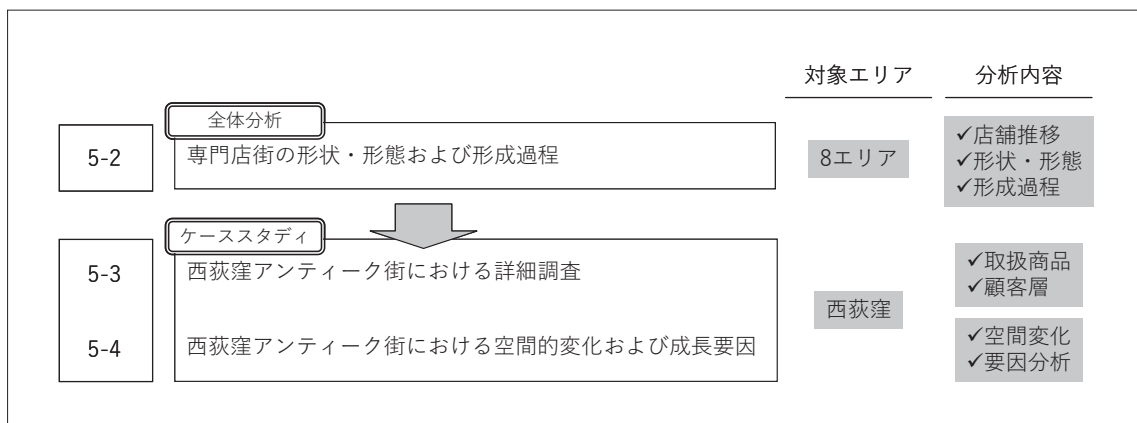 対象エリア
分析内容
全体分析
5-2
専門店街の形状・形態および形成過程
8エリア
✓店舗推移
✓形状・形態
✓形成過程
ケーススタディ
5-3
西荻窪アンティーク街における詳細調査
✓取扱商品
✓顧客層
西荻窪
5-4
西荻窪アンティーク街における空間的変化および成長要因
✓空間変化
✓要因分析